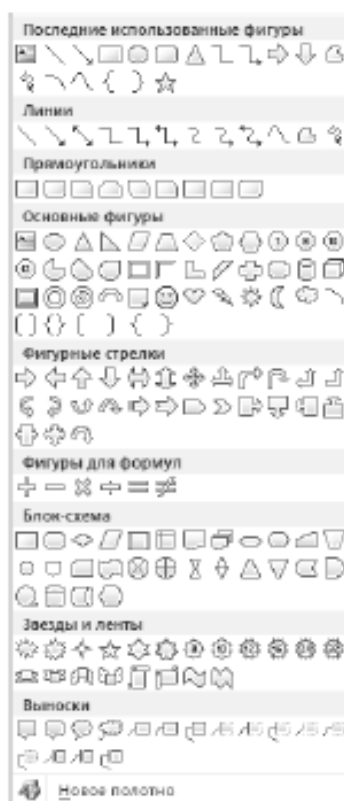 Последние использованные фигуры
Линии
Прямоугольники
Основные фигуры
Фигурные стрелки
Фигуры для формул
Блок-схема
Звезды и ленты
Выноски
Новое полотно